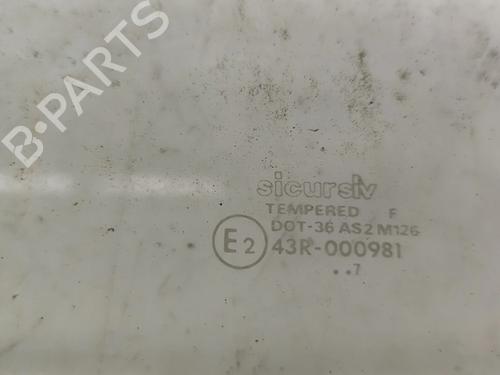 B-PARTS
sicursiv
TEMPERED F
DOT-36 AS2 M126
E2 43R-000981
..7